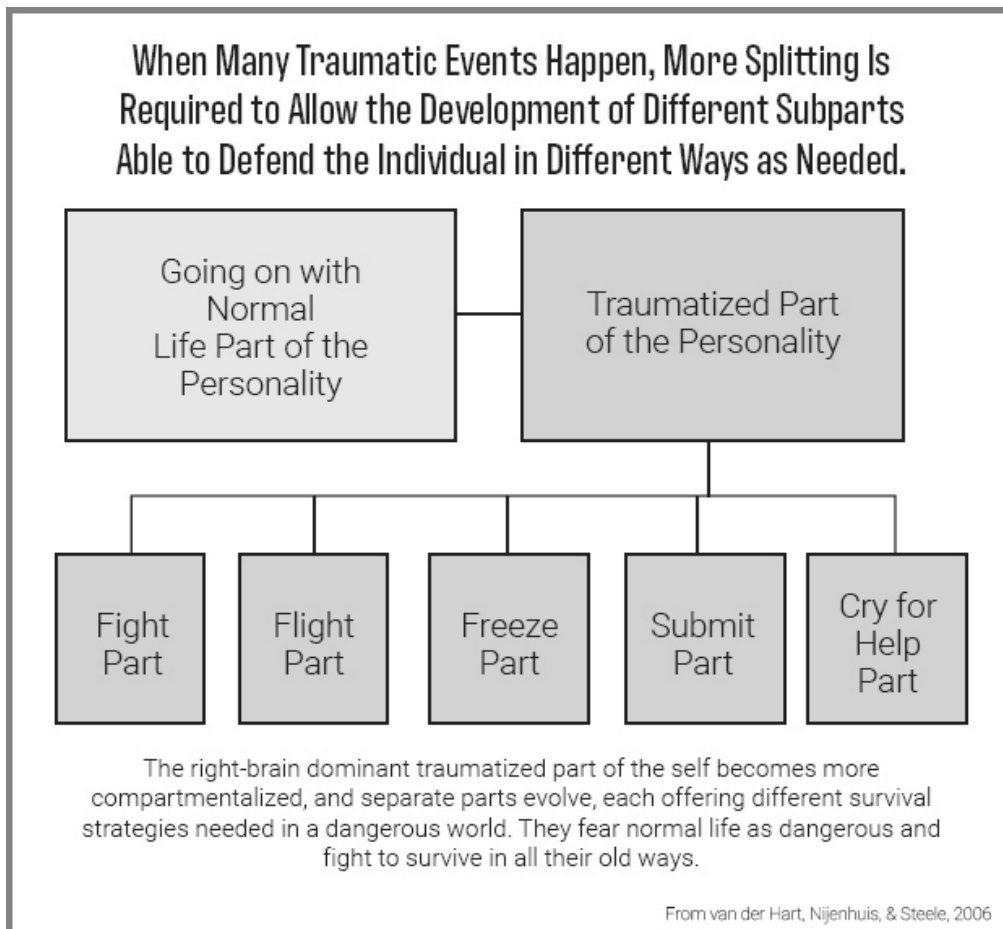 When Many Traumatic Events Happen, More Splitting Is
Required to Allow the Development of Different Subparts
Able to Defend the Individual in Different Ways as Needed.
Going on with
Normal
Life Part of the
Personality
Traumatized Part
of the Personality
Fight
Part
Flight
Part
Freeze
Part
Submit
Part
Cry for
Help
Part
The right-brain dominant traumatized part of the self becomes more
compartmentalized, and separate parts evolve, each offering different survival
strategies needed in a dangerous world. They fear normal life as dangerous and
fight to survive in all their old ways.
From van der Hart, Nijenhuis, & Steele, 2006